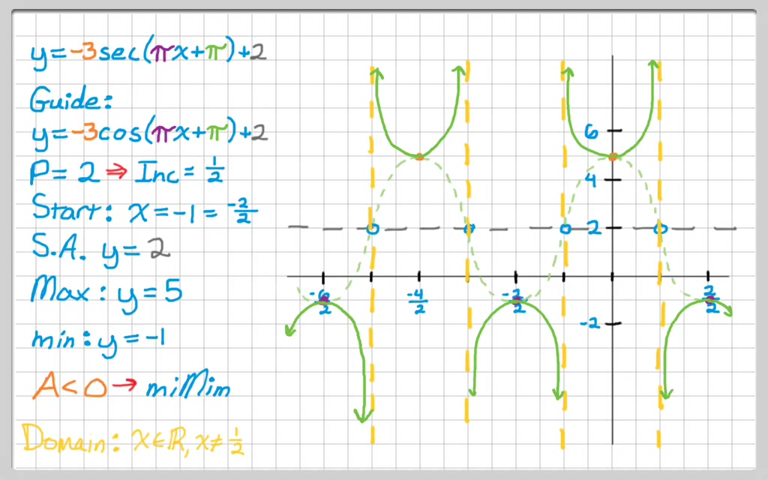 y=-3sec(πx+π)+2
Guide:
y=-3cos(πx+π)+2
P=2 ⇒ Inc=1/2
Start: x=-1=-2/2
S.A. y=2
Max: y=5
min: y=-1
A<0 → miMim
Domain: x∈ℝ, x≠1/2
6
4
2
-2
-6/2
-4/2
-2/2
2/2